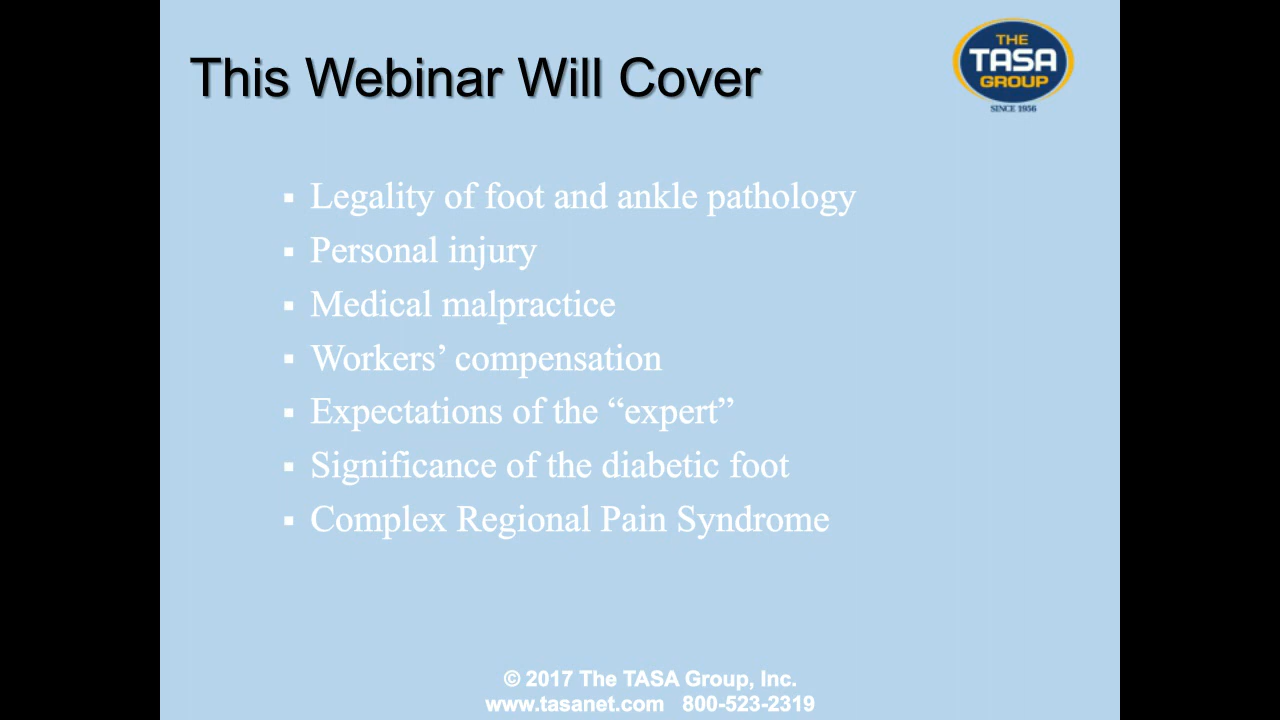 This Webinar Will Cover
THE
TASA
GROUP
SINCE 1956
▪ Legality of foot and ankle pathology
▪ Personal injury
▪ Medical malpractice
▪ Workers’ compensation
▪ Expectations of the “expert”
▪ Significance of the diabetic foot
▪ Complex Regional Pain Syndrome
© 2017 The TASA Group, Inc.
www.tasanet.com 800-523-2319